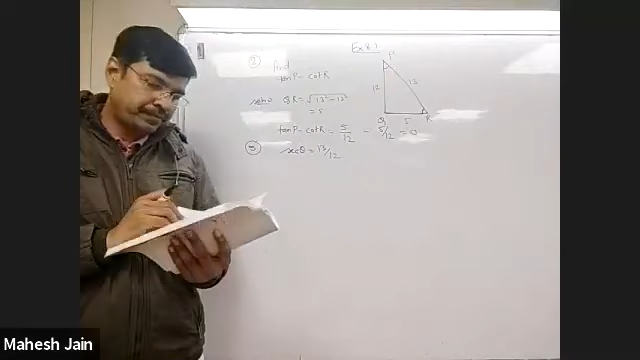 Ex 8.1
② find
tan P - cot R
P
12
13
Q
5
R
soln QR = √13² - 12²
= 5
tan P - cot R = 5/12 - 5/12 = 0
sec θ = 13/12
Mahesh Jain